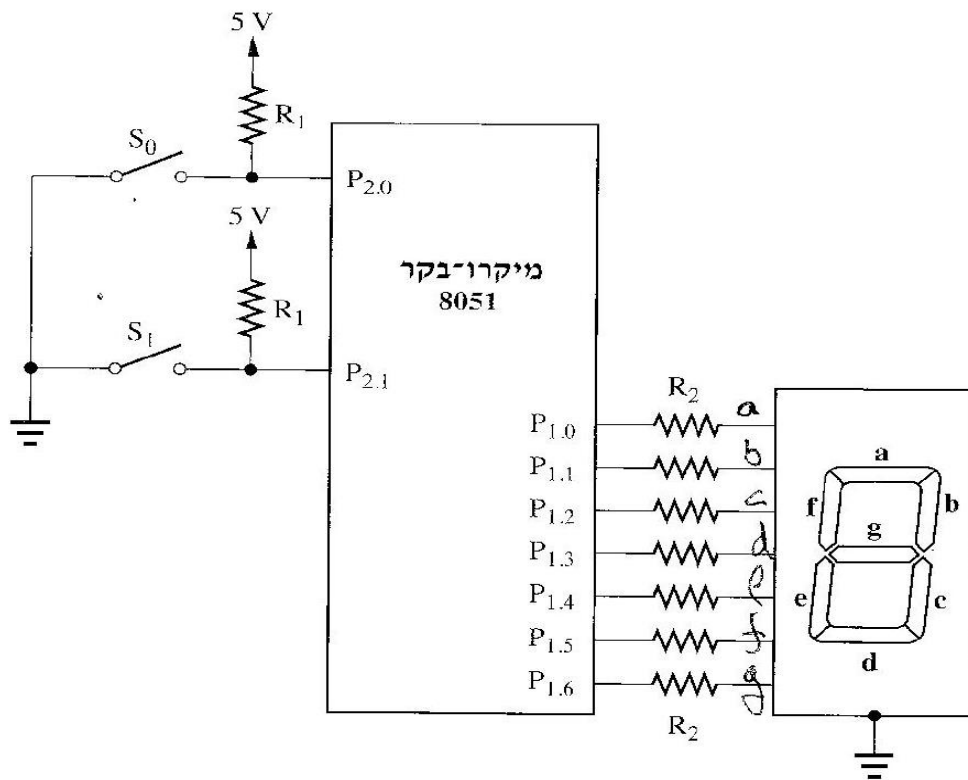 5 V
R₁
S₀
P₂.₀
5 V
מיקרו־בקר
8051
R₁
S₁
P₂.₁
R₂
P₁.₀ a
P₁.₁ b
P₁.₂ c
P₁.₃ d
P₁.₄ e
P₁.₅ f
P₁.₆ g
R₂
a
f b
g
e c
d